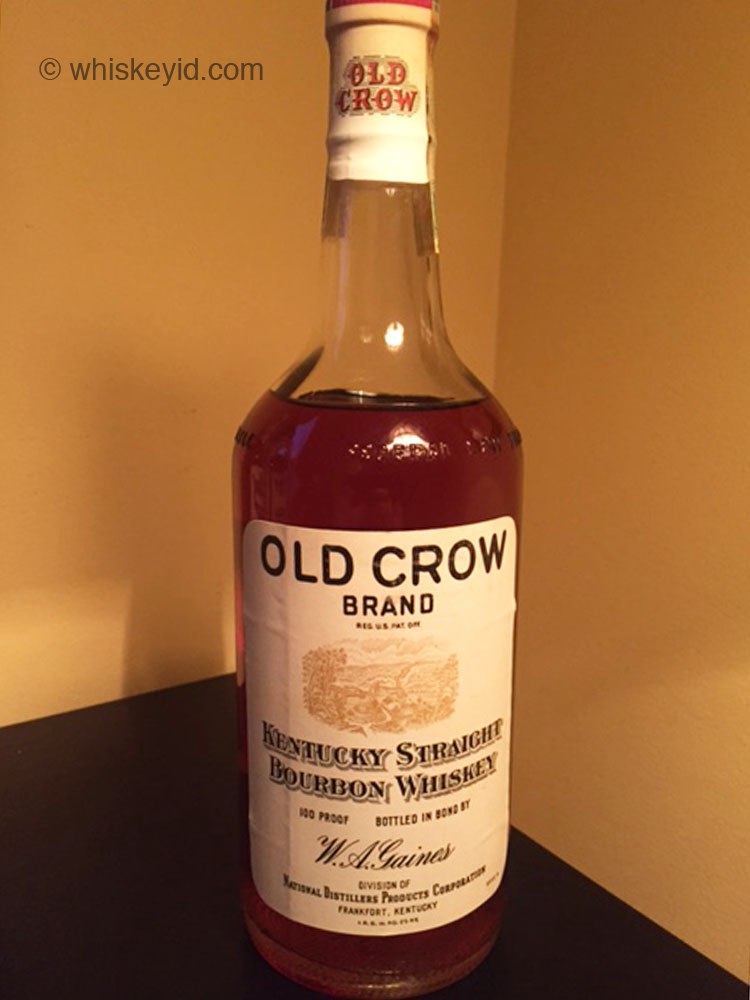 © whiskeyid.com
OLD
CROW
OLD CROW
BRAND
REG. U.S. PAT. OFF.
KENTUCKY STRAIGHT
BOURBON WHISKEY
100 PROOF BOTTLED IN BOND BY
W.A. Gaines
DIVISION OF
NATIONAL DISTILLERS PRODUCTS CORPORATION
FRANKFORT, KENTUCKY